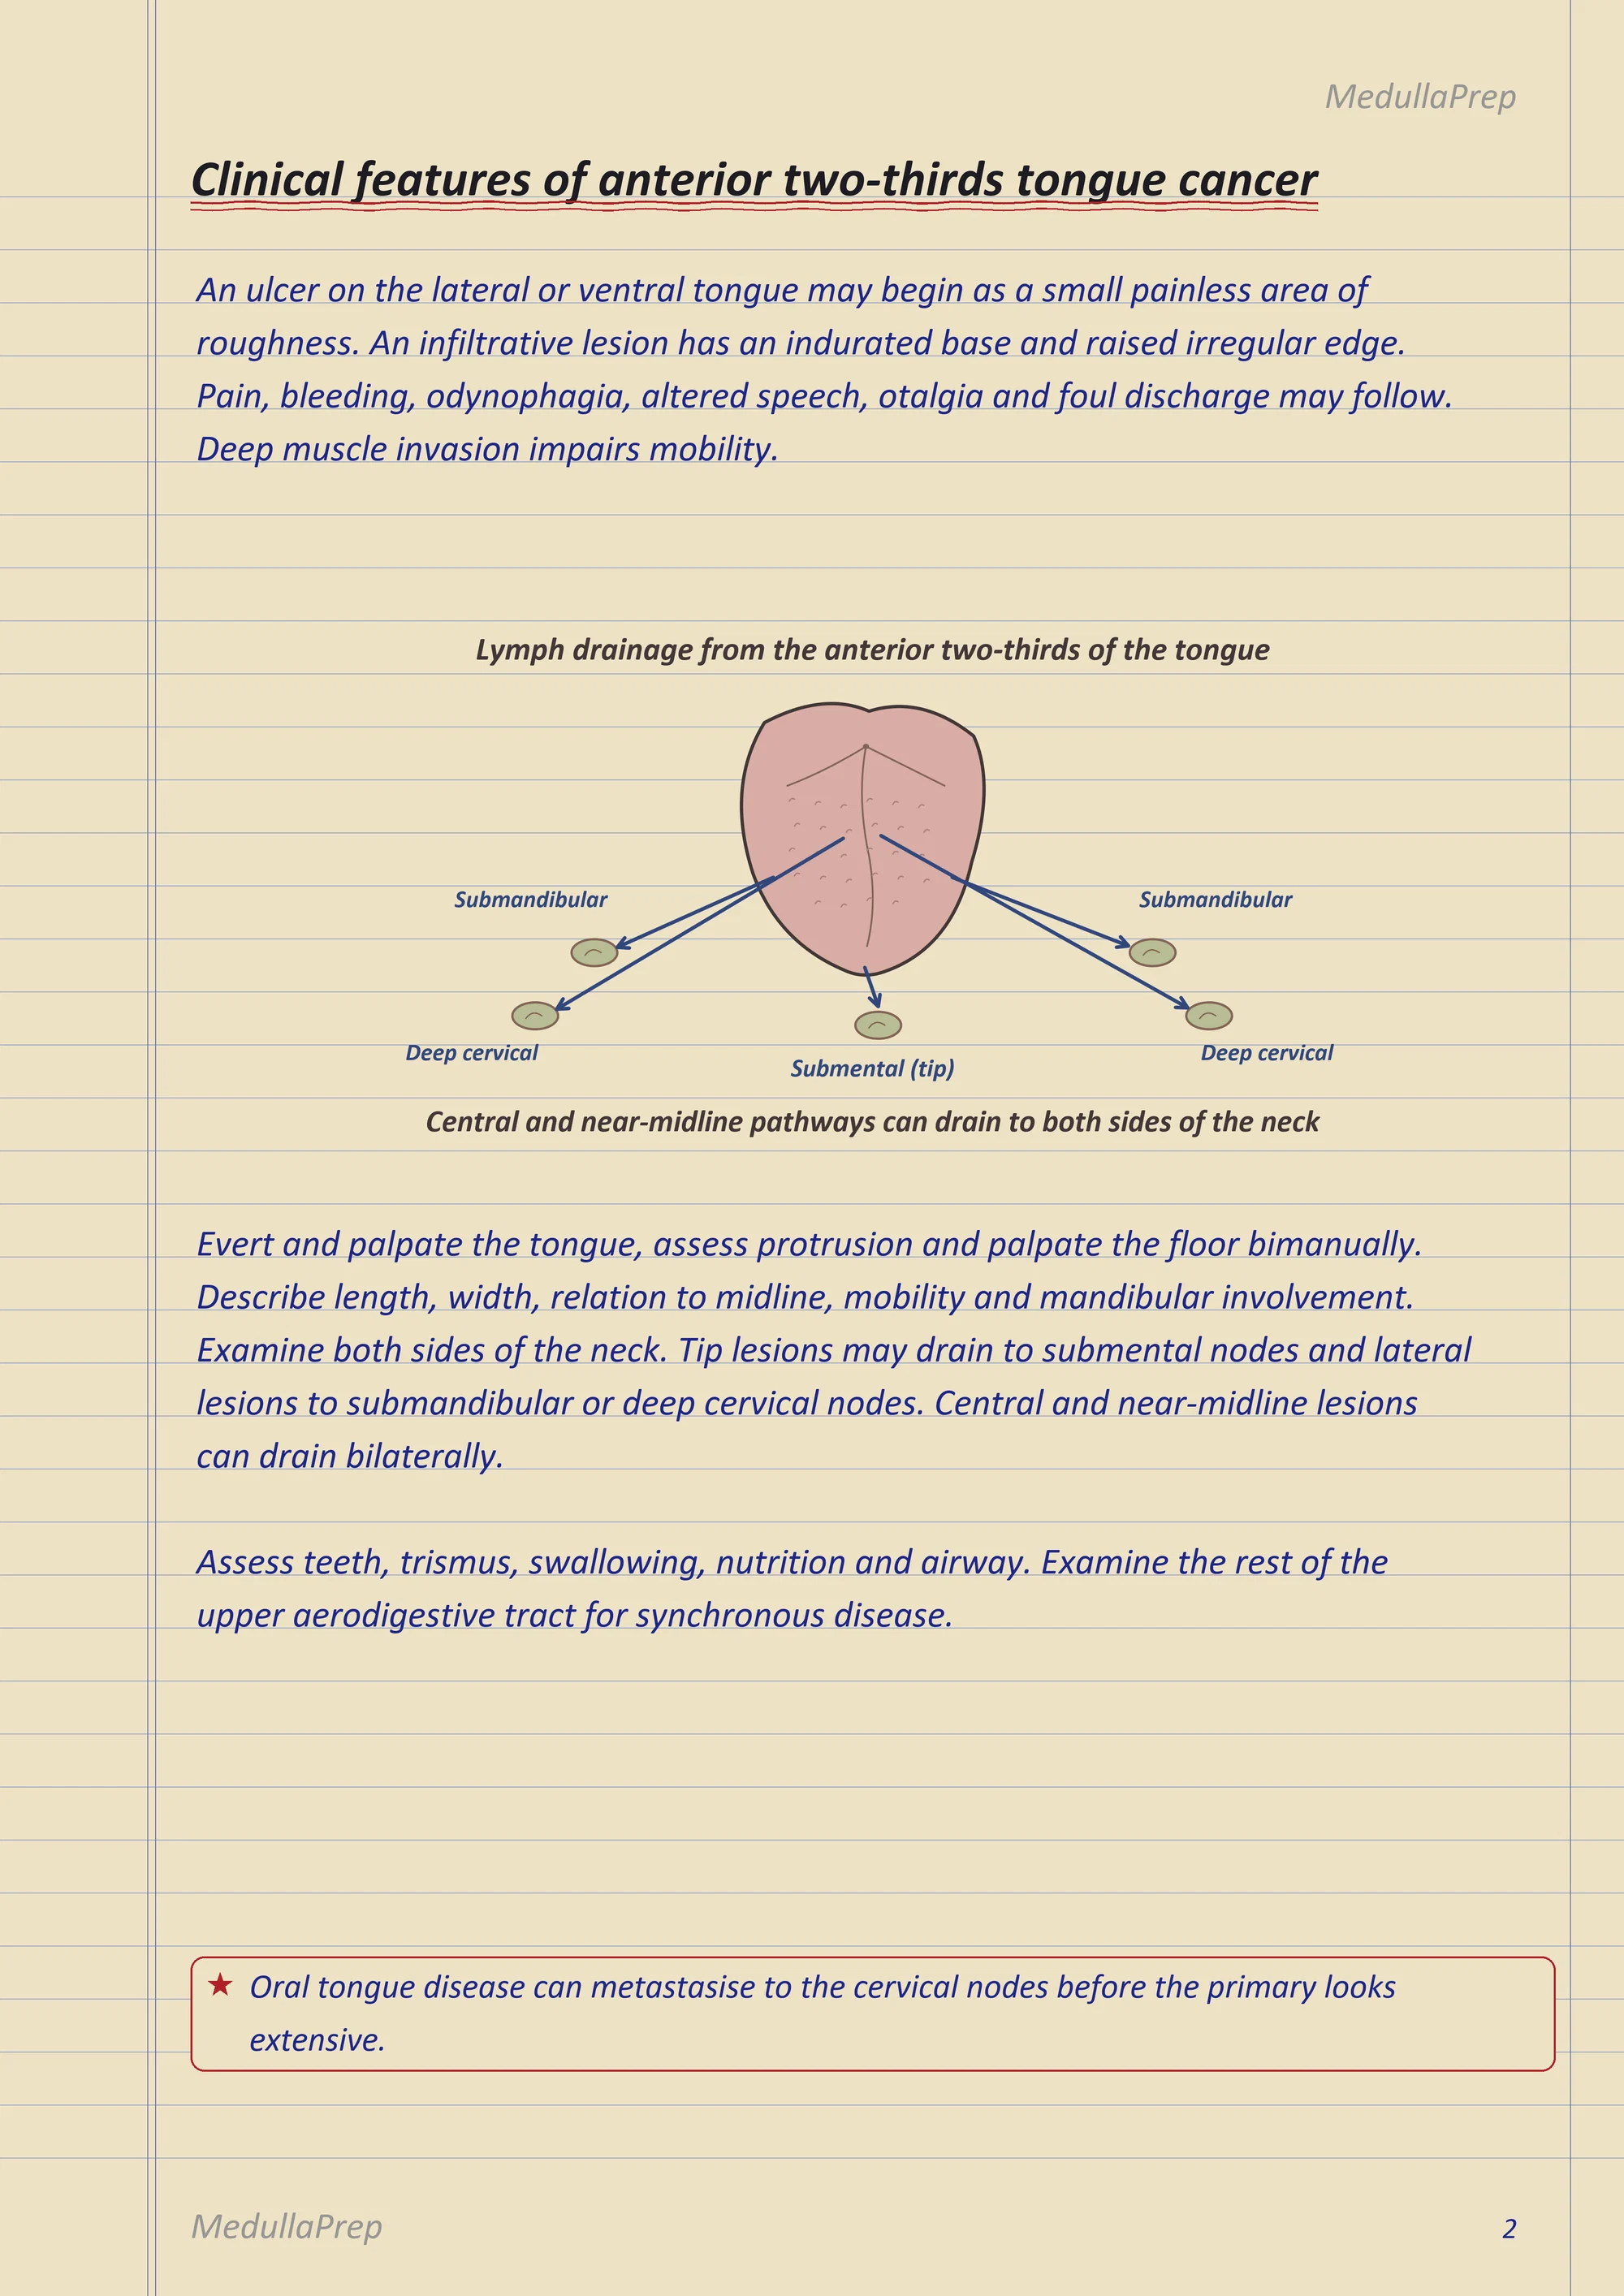 MedullaPrep
Clinical features of anterior two-thirds tongue cancer
An ulcer on the lateral or ventral tongue may begin as a small painless area of
roughness. An infiltrative lesion has an indurated base and raised irregular edge.
Pain, bleeding, odynophagia, altered speech, otalgia and foul discharge may follow.
Deep muscle invasion impairs mobility.
Lymph drainage from the anterior two-thirds of the tongue
Submandibular
Submandibular
Deep cervical
Deep cervical
Submental (tip)
Central and near-midline pathways can drain to both sides of the neck
Evert and palpate the tongue, assess protrusion and palpate the floor bimanually.
Describe length, width, relation to midline, mobility and mandibular involvement.
Examine both sides of the neck. Tip lesions may drain to submental nodes and lateral
lesions to submandibular or deep cervical nodes. Central and near-midline lesions
can drain bilaterally.
Assess teeth, trismus, swallowing, nutrition and airway. Examine the rest of the
upper aerodigestive tract for synchronous disease.
★ Oral tongue disease can metastasise to the cervical nodes before the primary looks
extensive.
MedullaPrep
2